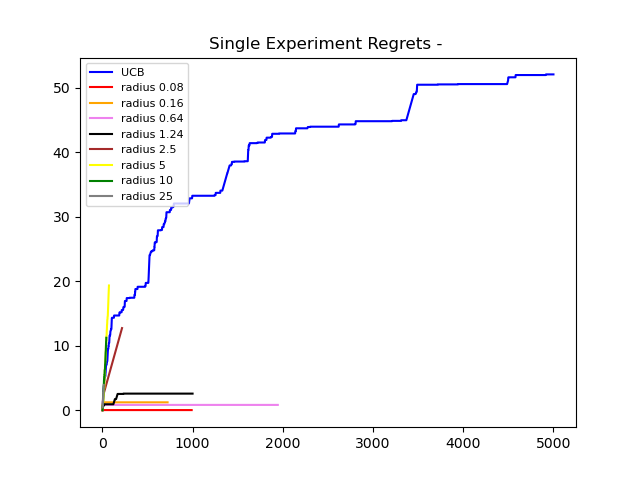 Single Experiment Regrets -
UCB
radius 0.08
radius 0.16
radius 0.64
radius 1.24
radius 2.5
radius 5
radius 10
radius 25
50
40
30
20
10
0
0 1000 2000 3000 4000 5000